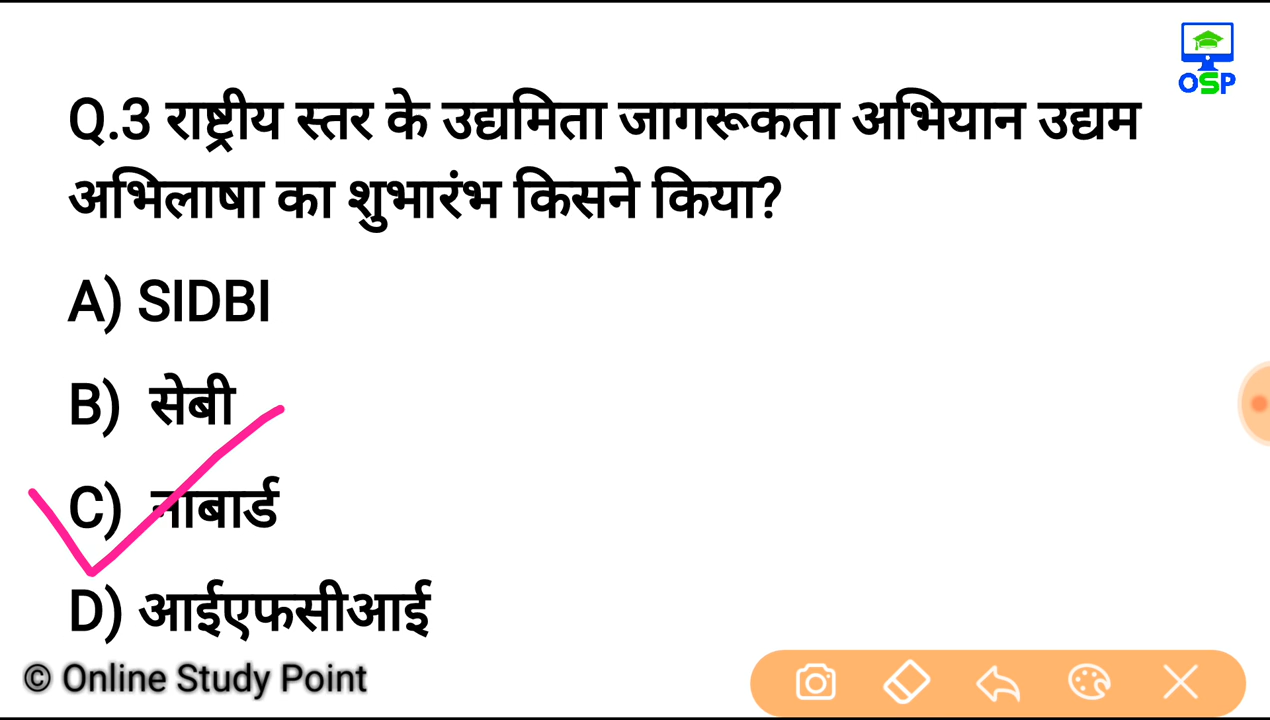 OSP
Q.3 राष्ट्रीय स्तर के उद्यमिता जागरूकता अभियान उद्यम
अभिलाषा का शुभारंभ किसने किया?
A) SIDBI
B) सेबी
C) नाबार्ड
D) आईएफसीआई
© Online Study Point